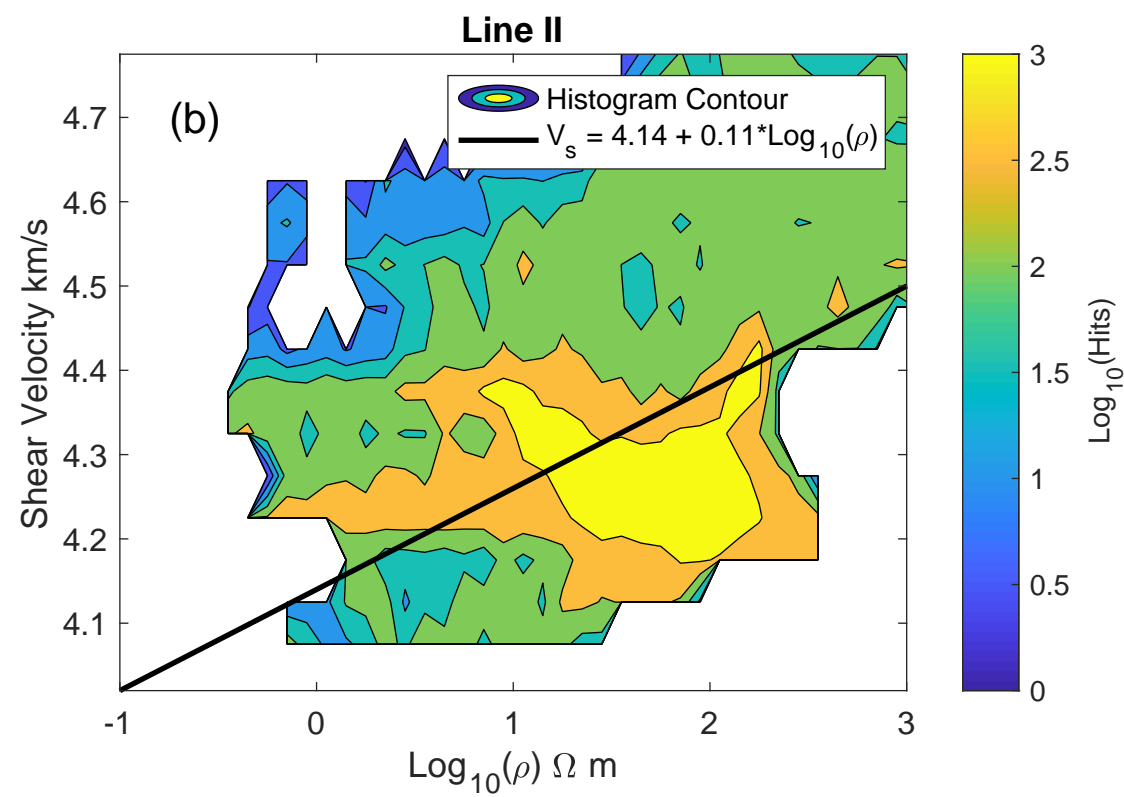 Line II
(b)
Histogram Contour
V_s = 4.14 + 0.11*Log_10(ρ)
4.7
4.6
4.5
4.4
4.3
4.2
4.1
Shear Velocity km/s
-1 0 1 2 3
Log_10(ρ) Ω m
3
2.5
2
1.5
1
0.5
0
Log_10(Hits)